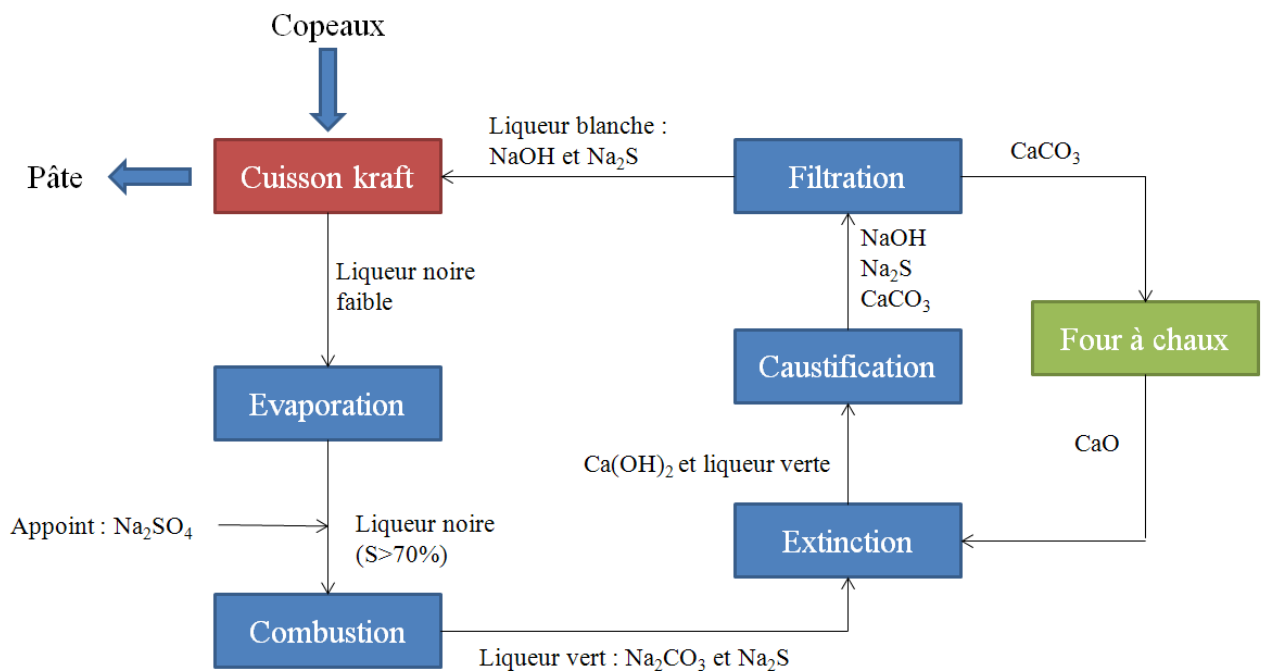 Copeaux
Liqueur blanche :
NaOH et Na₂S
CaCO₃
Pâte
Cuisson kraft
Filtration
NaOH
Na₂S
CaCO₃
Liqueur noire
faible
Four à chaux
Caustification
Evaporation
CaO
Ca(OH)₂ et liqueur verte
Appoint : Na₂SO₄
Liqueur noire
(S>70%)
Extinction
Combustion
Liqueur vert : Na₂CO₃ et Na₂S